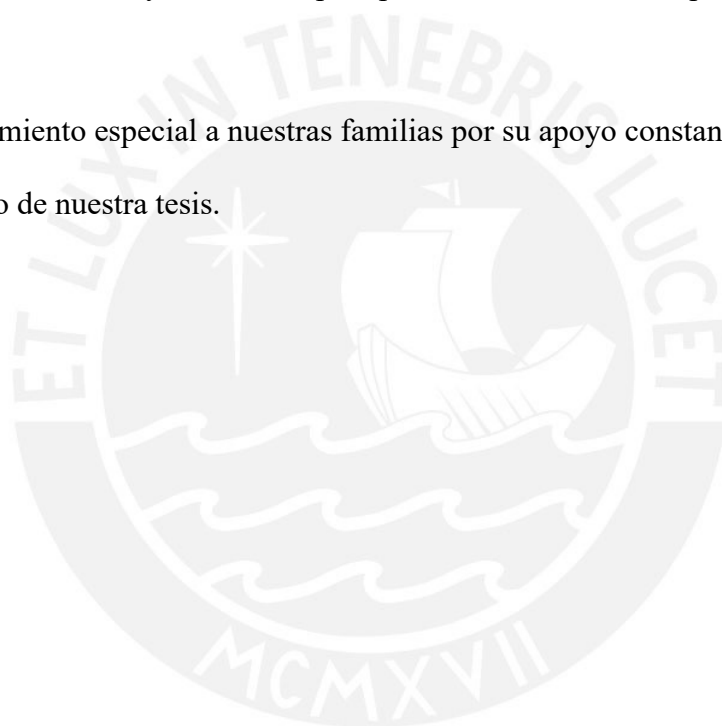 miento especial a nuestras familias por su apoyo constan
o de nuestra tesis.
ET LUX IN TENEBRIS LUCET
MCMXVII